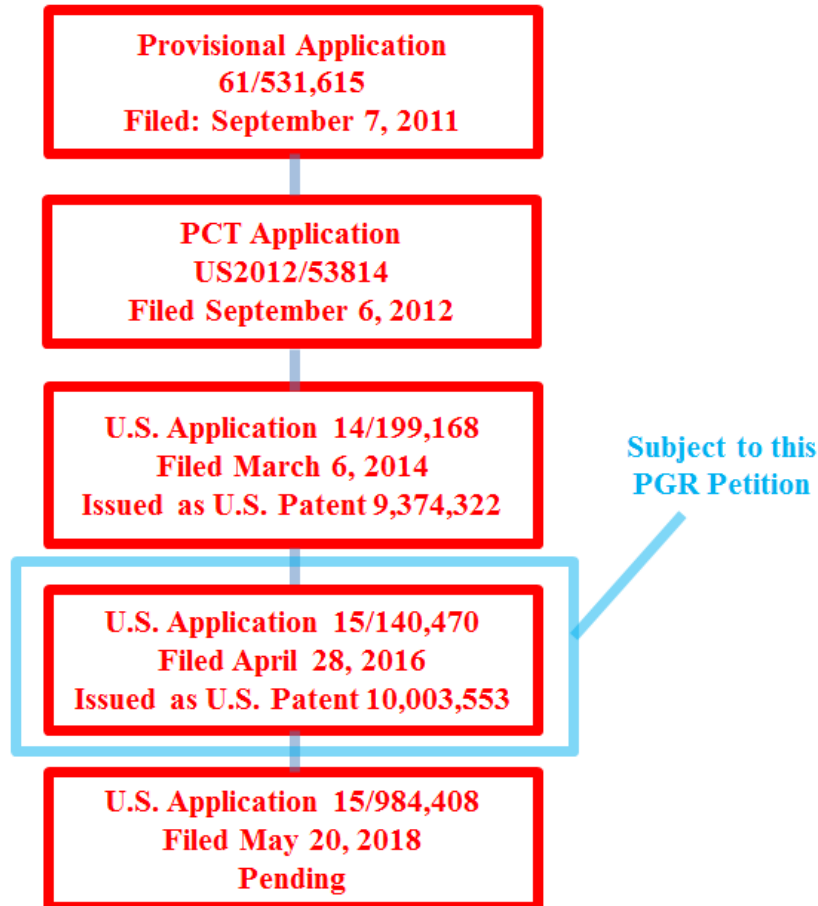 Provisional Application
61/531,615
Filed: September 7, 2011
PCT Application
US2012/53814
Filed September 6, 2012
U.S. Application 14/199,168
Filed March 6, 2014
Issued as U.S. Patent 9,374,322
Subject to this
PGR Petition
U.S. Application 15/140,470
Filed April 28, 2016
Issued as U.S. Patent 10,003,553
U.S. Application 15/984,408
Filed May 20, 2018
Pending